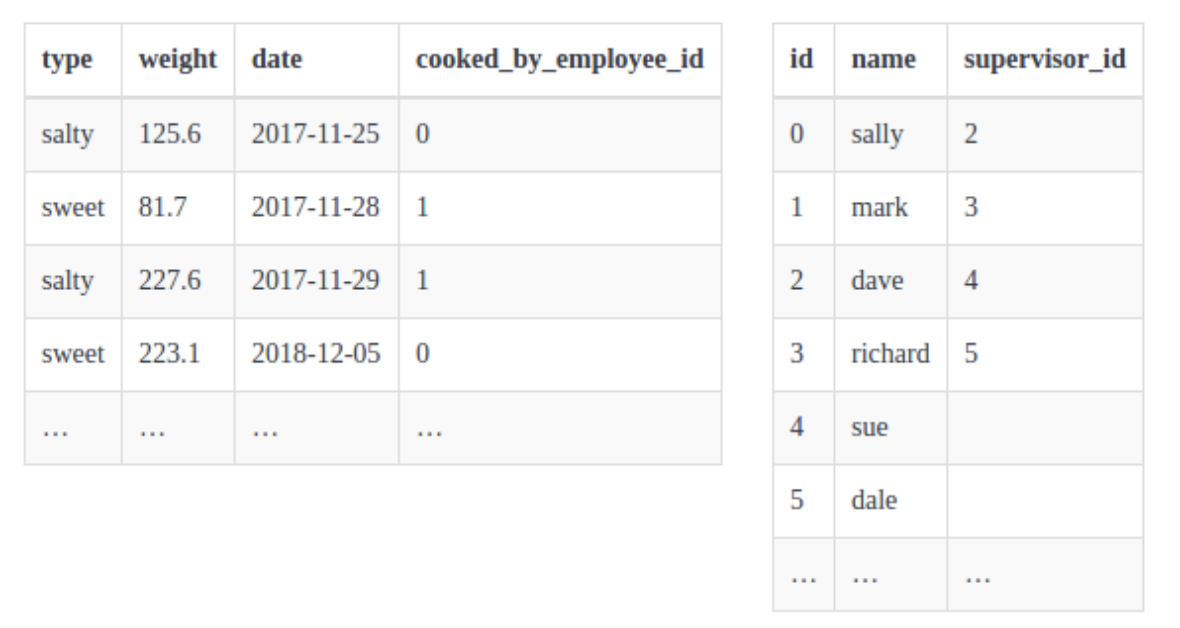 type weight date cooked_by_employee_id
salty 125.6 2017-11-25 0
sweet 81.7 2017-11-28 1
salty 227.6 2017-11-29 1
sweet 223.1 2018-12-05 0
… … … …
id name supervisor_id
0 sally 2
1 mark 3
2 dave 4
3 richard 5
4 sue
5 dale
… … …